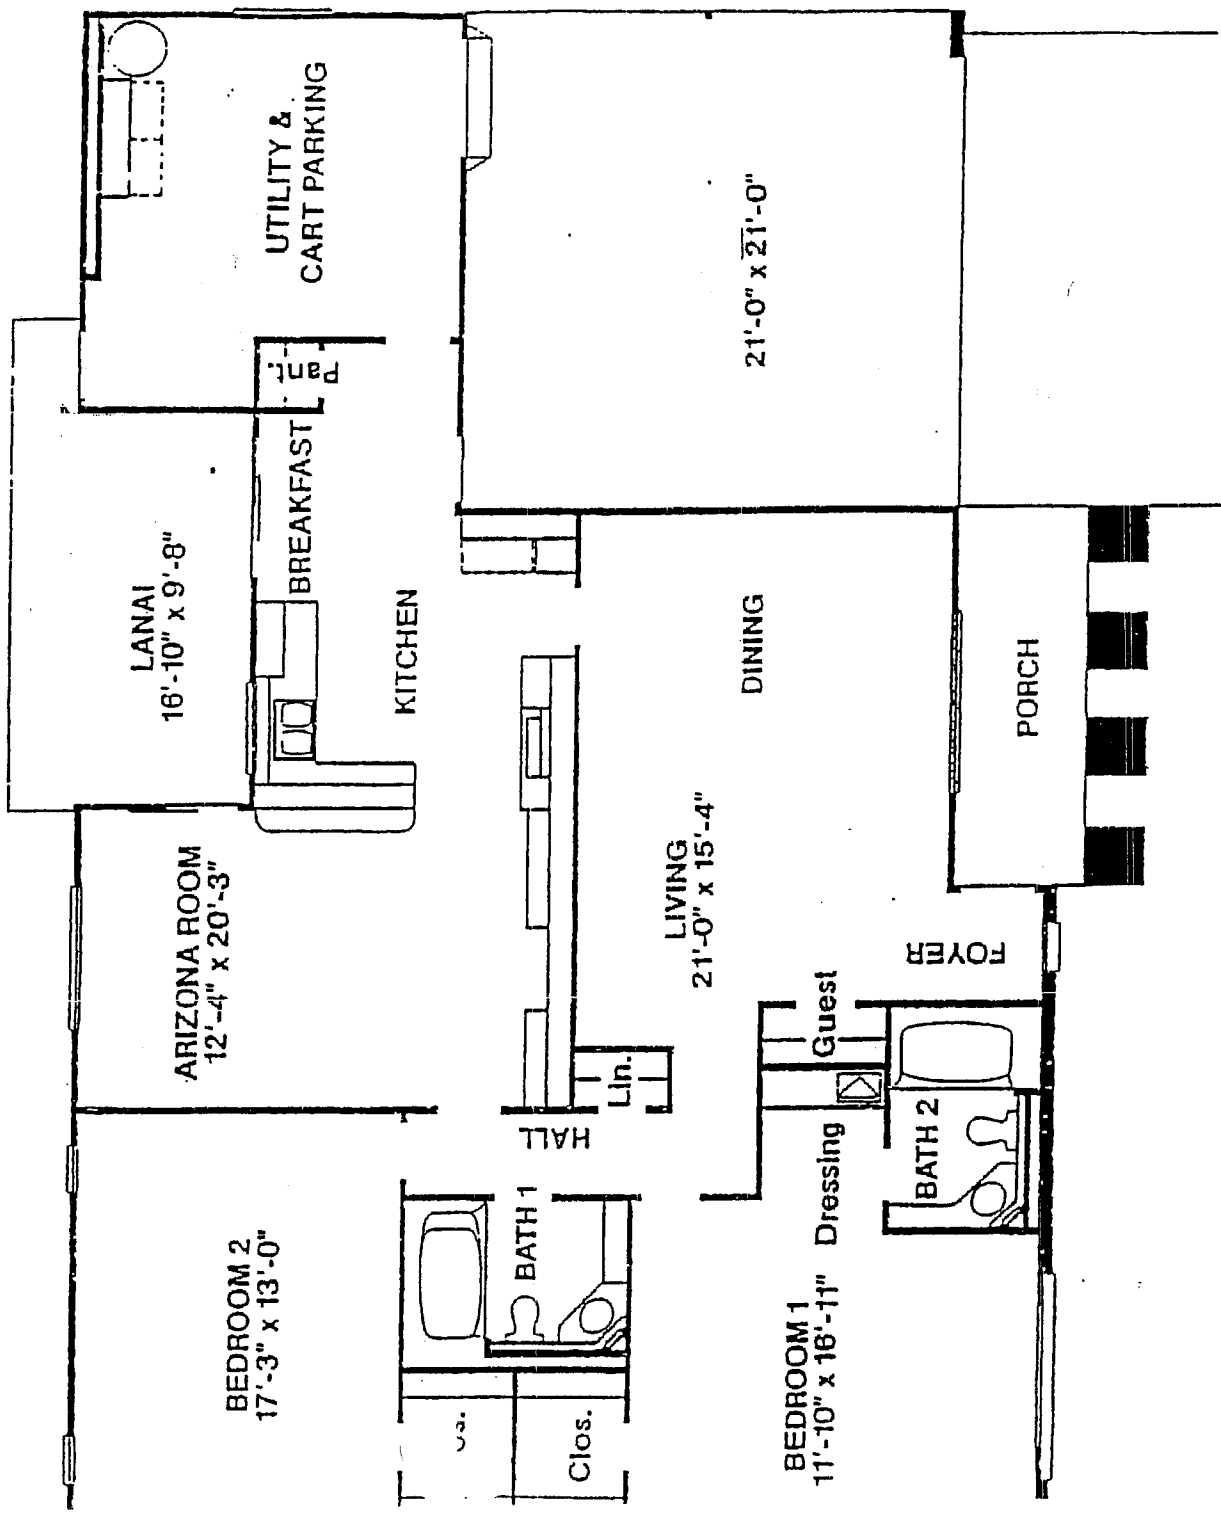 UTILITY &
CART PARKING
21'-0" x 21'-0"
Pant.
BREAKFAST
LANAI
16'-10" x 9'-8"
KITCHEN
DINING
PORCH
ARIZONA ROOM
12'-4" x 20'-3"
LIVING
21'-0" x 15'-4"
FOYER
Guest
Lin.
HALL
BATH 2
Dressing
BATH 1
BEDROOM 2
17'-3" x 13'-0"
BEDROOM 1
11'-10" x 16'-11"
Clos.